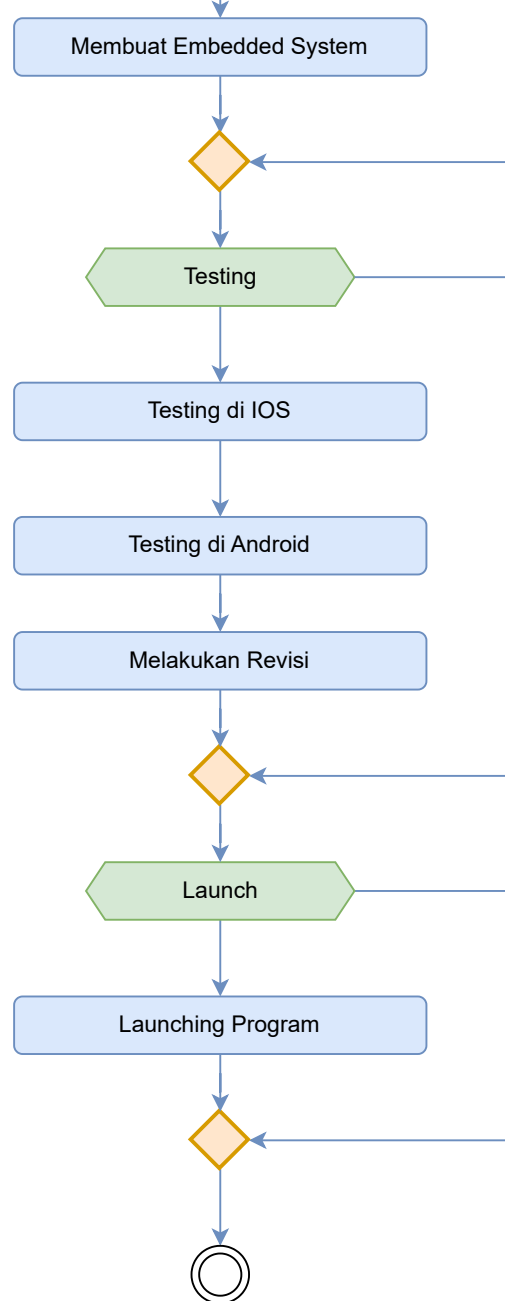 Membuat Embedded System
Testing
Testing di IOS
Testing di Android
Melakukan Revisi
Launch
Launching Program